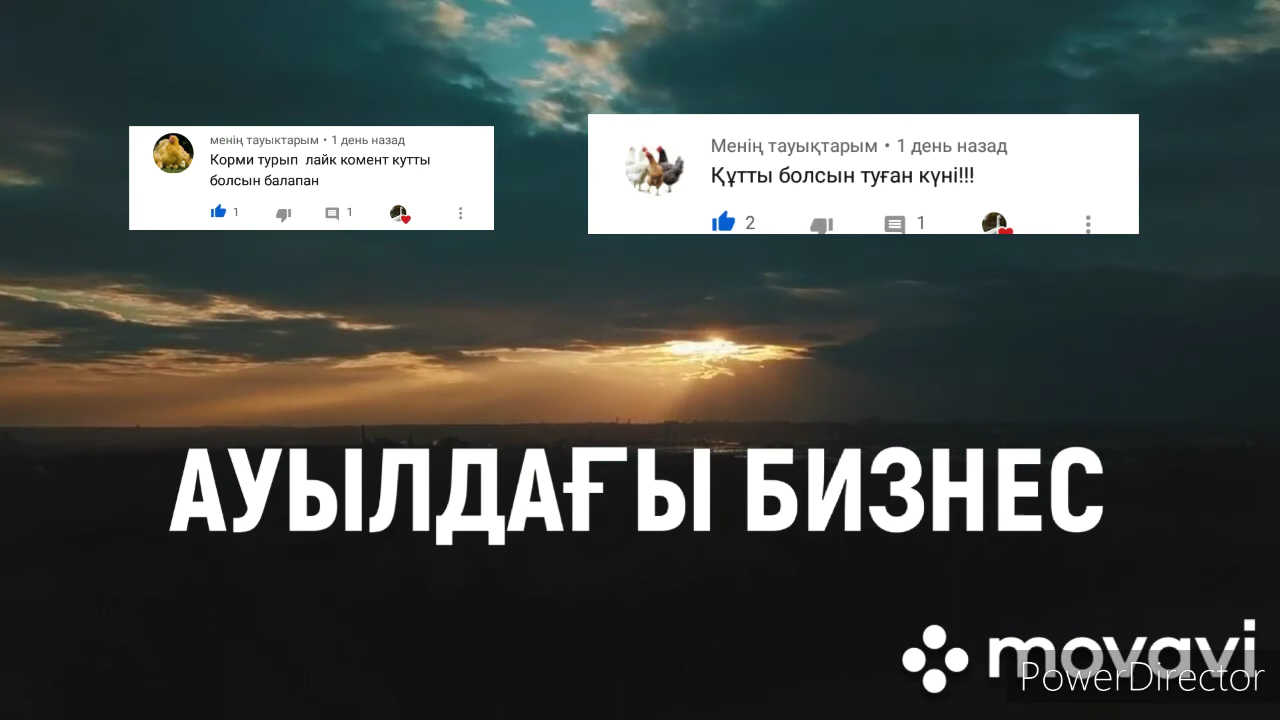 менің тауыктарым • 1 день назад
Корми турып лайк комент кутты
болсын балапан
1
1
Менің тауықтарым • 1 день назад
Құтты болсын туған күні!!!
2
1
АУЫЛДАҒЫ БИЗНЕС
movavi
PowerDirector